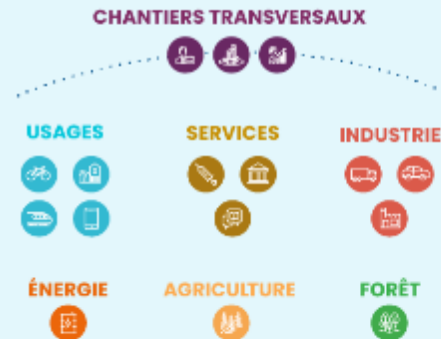 CHANTIERS TRANSVERSAUX
USAGES SERVICES INDUSTRIE
ÉNERGIE AGRICULTURE FORÊT